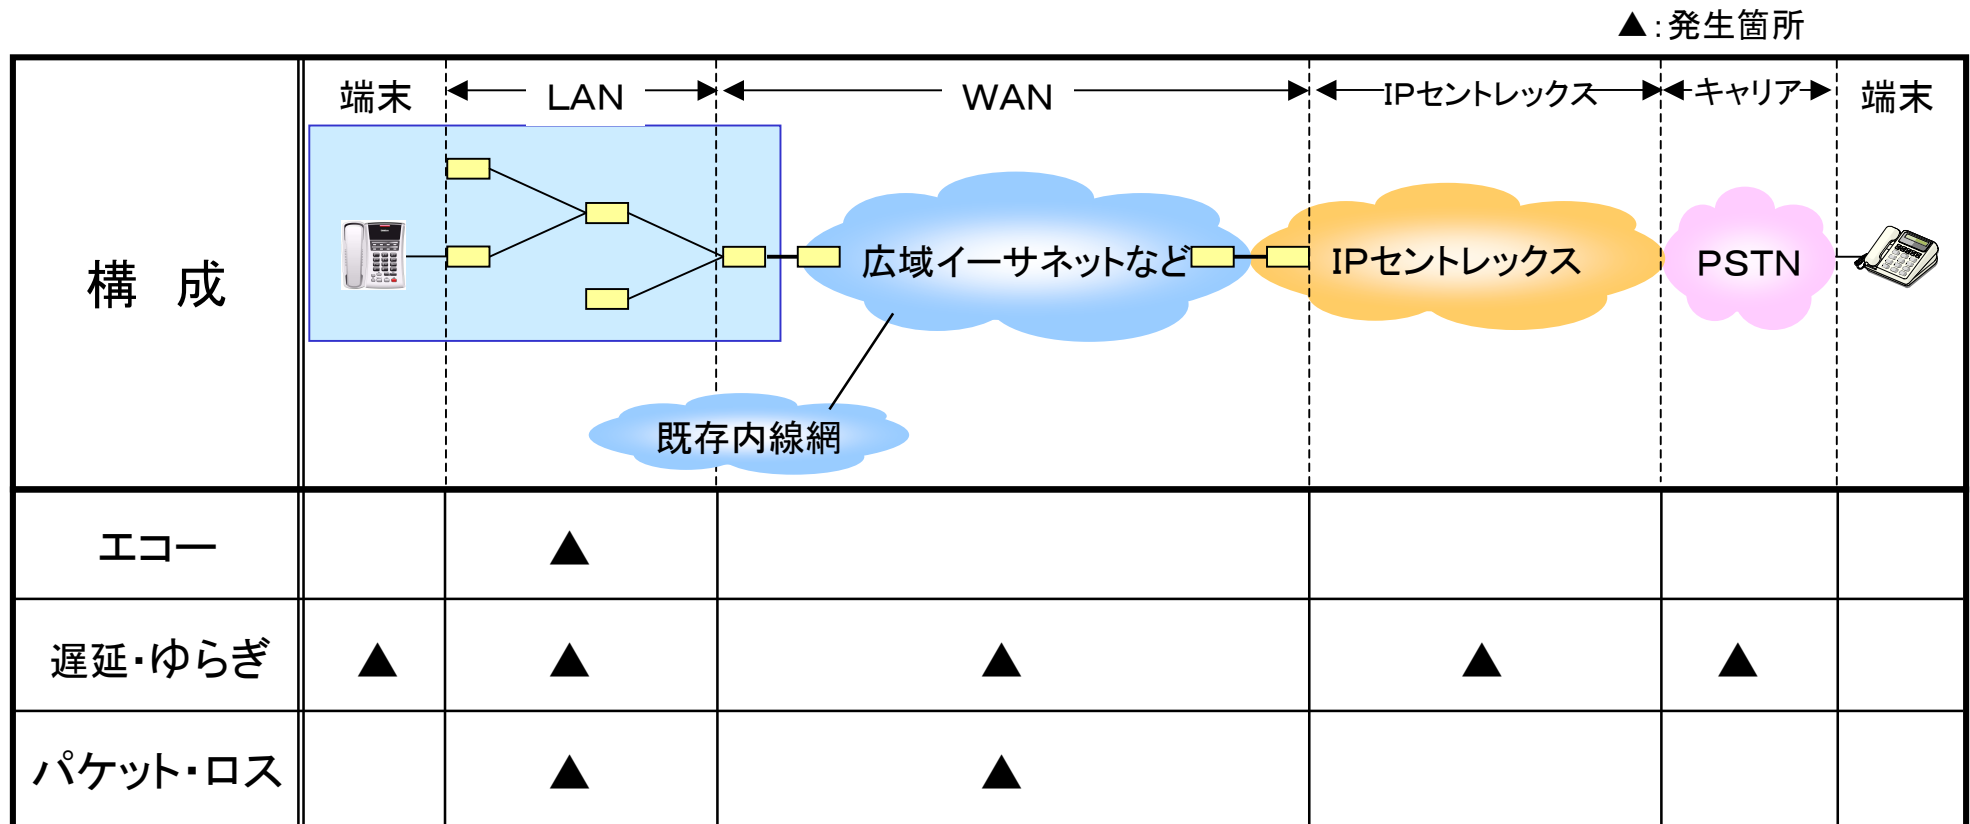 ▲:発生箇所
端末 LAN WAN IPセントレックス キャリア 端末
構 成
広域イーサネットなど IPセントレックス PSTN
既存内線網
エコー ▲
遅延・ゆらぎ ▲ ▲ ▲ ▲ ▲
パケット・ロス ▲ ▲